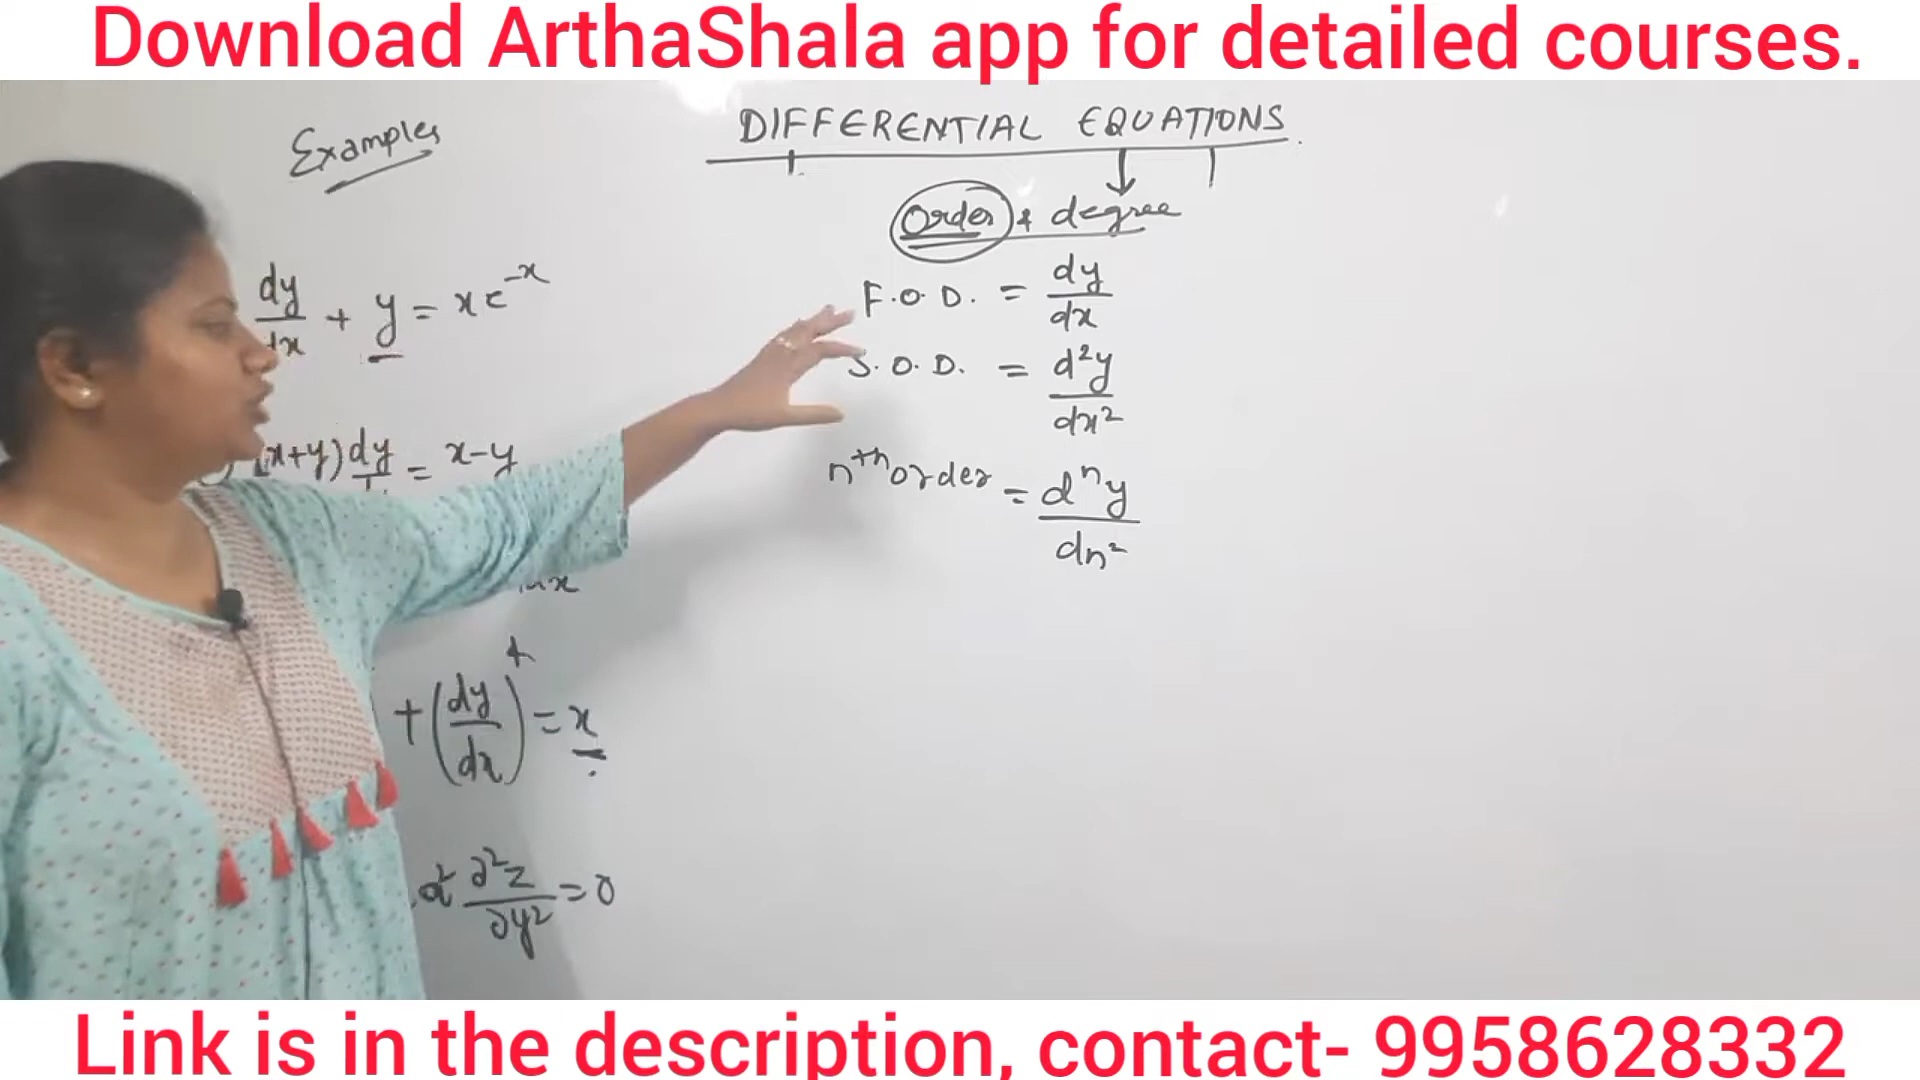 Download ArthaShala app for detailed courses.
Examples
dy/dx + y = xe^-x
(x+y) dy/ = x-y
x
+ (dy/dx)^4 = x
∂²z/∂y² = 0
DIFFERENTIAL EQUATIONS.
Order & degree
F.O.D. = dy/dx
S.O.D. = d²y/dx²
nth order = dⁿy/dn²
Link is in the description, contact- 9958628332